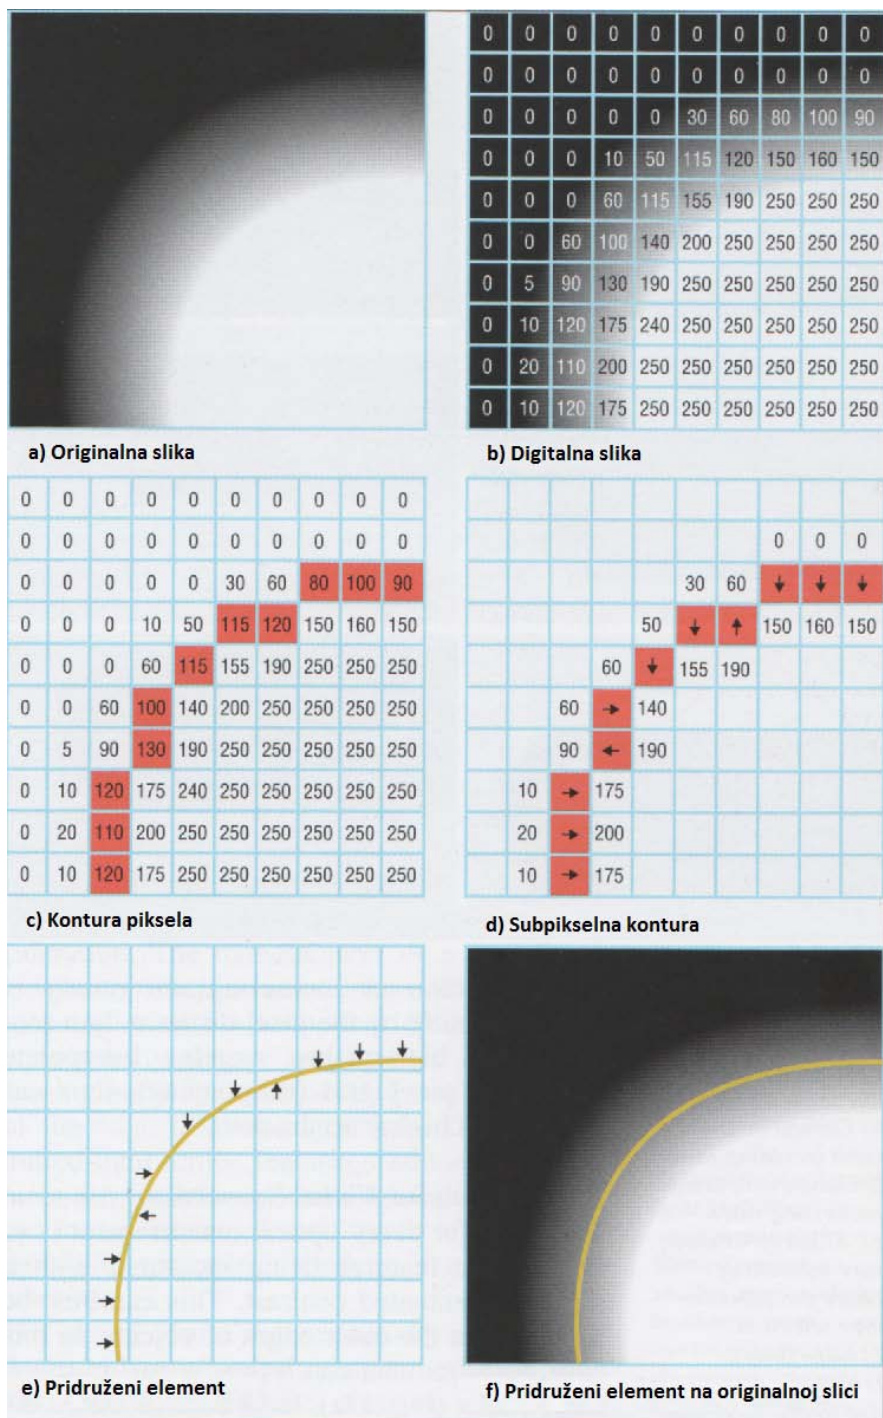 a) Originalna slika
0 0 0 0 0 0 0 0 0 0
0 0 0 0 0 0 0 0 0 0
0 0 0 0 0 30 60 80 100 90
0 0 0 10 50 115 120 150 160 150
0 0 0 60 115 155 190 250 250 250
0 0 60 100 140 200 250 250 250 250
0 5 90 130 190 250 250 250 250 250
0 10 120 175 240 250 250 250 250 250
0 20 110 200 250 250 250 250 250 250
0 10 120 175 250 250 250 250 250 250
b) Digitalna slika
0 0 0 0 0 0 0 0 0 0
0 0 0 0 0 0 0 0 0 0
0 0 0 0 0 30 60 80 100 90
0 0 0 10 50 115 120 150 160 150
0 0 0 60 115 155 190 250 250 250
0 0 60 100 140 200 250 250 250 250
0 5 90 130 190 250 250 250 250 250
0 10 120 175 240 250 250 250 250 250
0 20 110 200 250 250 250 250 250 250
0 10 120 175 250 250 250 250 250 250
c) Kontura piksela
0 0 0
30 60
50 150 160 150
60 155 190
60 140
90 190
10 175
20 200
10 175
d) Subpikselna kontura
e) Pridruženi element
f) Pridruženi element na originalnoj slici